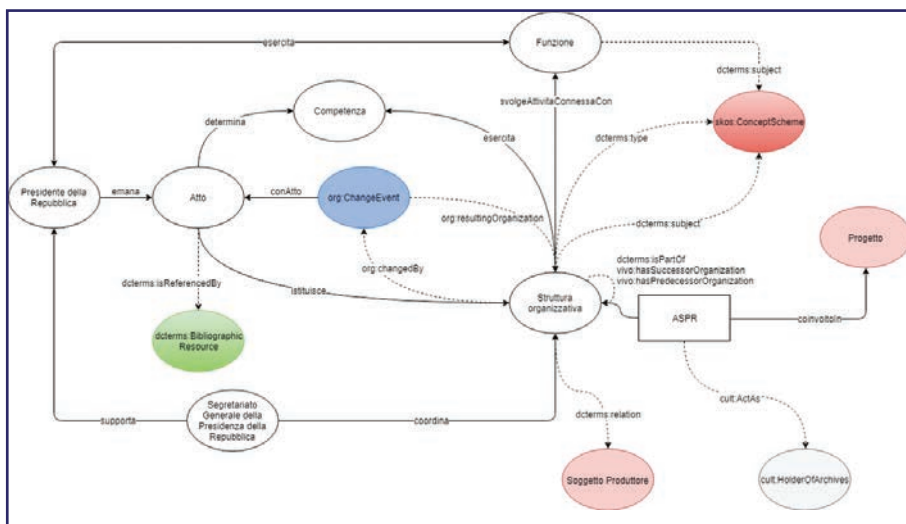 esercita
Funzione
dcterms:subject
svolgeAttivitaConnessaCon
Competenza
determina
esercita
dcterms:type
skos:ConceptScheme
Presidente della
Repubblica
emana
Atto
conAtto
org:ChangeEvent
org:resultingOrganization
dcterms:subject
Progetto
org:changedBy
dcterms:isPartOf
vivo:hasSuccessorOrganization
vivo:hasPredecessorOrganization
dcterms:isReferencedBy
istituisce
Struttura
organizzativa
ASPR
coinvoltoIn
dcterms:Bibliographic
Resource
cult:ActAs
Segretariato
Generale della
Presidenza della
Repubblica
supporta
coordina
dcterms:relation
Soggetto Produttore
cult:HolderOfArchives